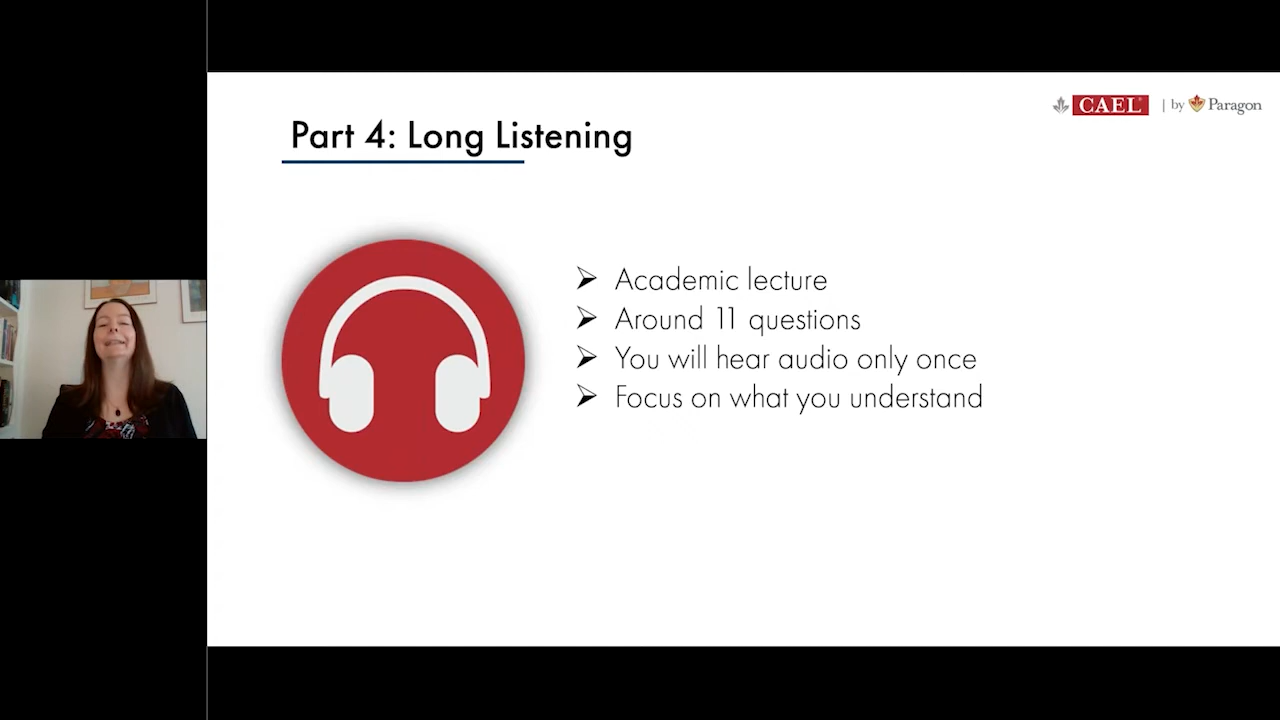 CAEL | by Paragon
Part 4: Long Listening
Academic lecture
Around 11 questions
You will hear audio only once
Focus on what you understand